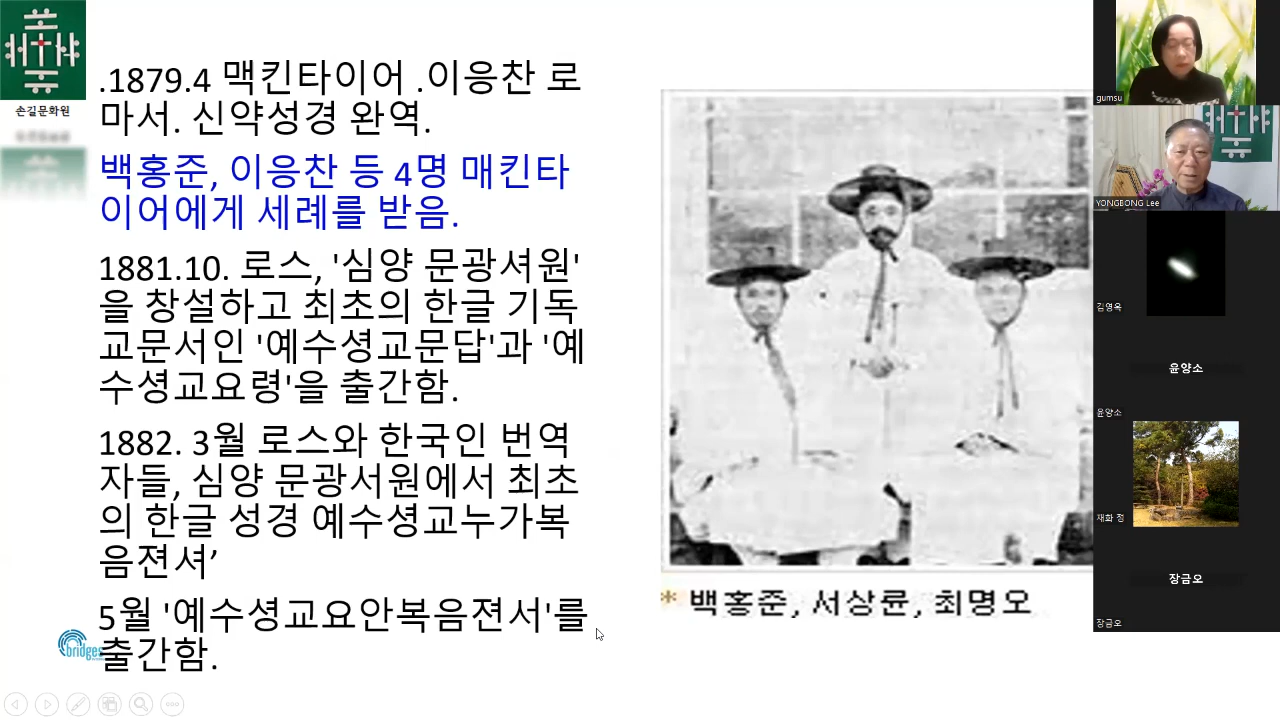 손길문화원
.1879.4 맥킨타이어 .이응찬 로
마서. 신약성경 완역.
백홍준, 이응찬 등 4명 매킨타
이어에게 세례를 받음.
1881.10. 로스, '심양 문광셔원'
을 창설하고 최초의 한글 기독
교문서인 '예수셩교문답'과 '예
수셩교요령'을 출간함.
1882. 3월 로스와 한국인 번역
자들, 심양 문광서원에서 최초
의 한글 성경 예수셩교누가복
음젼셔’
5월 '예수셩교요안복음젼서'를
출간함.
bridges
* 백홍준, 서상륜, 최명오
gumsu
YONGBONG Lee
김영옥
윤양소
윤양소
재화 정
장금오
장금오